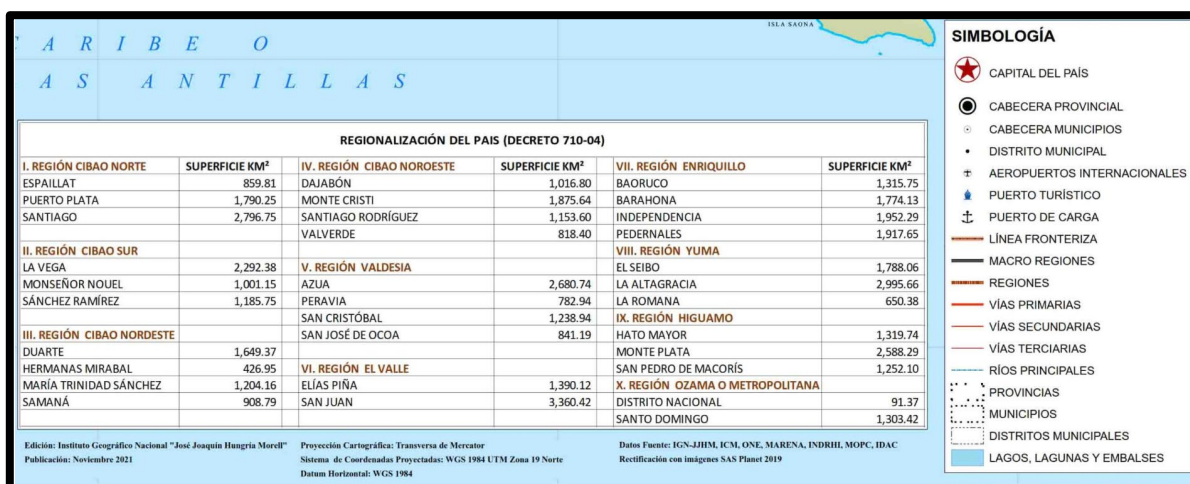 ISLA SAONA
C A R I B E O
A S A N T I L L A S
REGIONALIZACIÓN DEL PAIS (DECRETO 710-04)
I. REGIÓN CIBAO NORTE SUPERFICIE KM²
ESPAILLAT 859.81
PUERTO PLATA 1,790.25
SANTIAGO 2,796.75
II. REGIÓN CIBAO SUR
LA VEGA 2,292.38
MONSEÑOR NOUEL 1,001.15
SÁNCHEZ RAMÍREZ 1,185.75
III. REGIÓN CIBAO NORDESTE
DUARTE 1,649.37
HERMANAS MIRABAL 426.95
MARÍA TRINIDAD SÁNCHEZ 1,204.16
SAMANÁ 908.79
IV. REGIÓN CIBAO NOROESTE SUPERFICIE KM²
DAJABÓN 1,016.80
MONTE CRISTI 1,875.64
SANTIAGO RODRÍGUEZ 1,153.60
VALVERDE 818.40
V. REGIÓN VALDESIA
AZUA 2,680.74
PERAVIA 782.94
SAN CRISTÓBAL 1,238.94
SAN JOSÉ DE OCOA 841.19
VI. REGIÓN EL VALLE
ELÍAS PIÑA 1,390.12
SAN JUAN 3,360.42
VII. REGIÓN ENRIQUILLO SUPERFICIE KM²
BAORUCO 1,315.75
BARAHONA 1,774.13
INDEPENDENCIA 1,952.29
PEDERNALES 1,917.65
VIII. REGIÓN YUMA
EL SEIBO 1,788.06
LA ALTAGRACIA 2,995.66
LA ROMANA 650.38
IX. REGIÓN HIGUAMO
HATO MAYOR 1,319.74
MONTE PLATA 2,588.29
SAN PEDRO DE MACORÍS 1,252.10
X. REGIÓN OZAMA O METROPOLITANA
DISTRITO NACIONAL 91.37
SANTO DOMINGO 1,303.42
Edición: Instituto Geográfico Nacional "José Joaquín Hungría Morell"
Publicación: Noviembre 2021
Proyección Cartográfica: Transversa de Mercator
Sistema de Coordenadas Proyectadas: WGS 1984 UTM Zona 19 Norte
Datum Horizontal: WGS 1984
Datos Fuente: IGN-JJHM, ICM, ONE, MARENA, INDRHI, MOPC, IDAC
Rectificación con imágenes SAS Planet 2019
SIMBOLOGÍA
CAPITAL DEL PAÍS
CABECERA PROVINCIAL
CABECERA MUNICIPIOS
DISTRITO MUNICIPAL
AEROPUERTOS INTERNACIONALES
PUERTO TURÍSTICO
PUERTO DE CARGA
LÍNEA FRONTERIZA
MACRO REGIONES
REGIONES
VÍAS PRIMARIAS
VÍAS SECUNDARIAS
VÍAS TERCIARIAS
RÍOS PRINCIPALES
PROVINCIAS
MUNICIPIOS
DISTRITOS MUNICIPALES
LAGOS, LAGUNAS Y EMBALSES